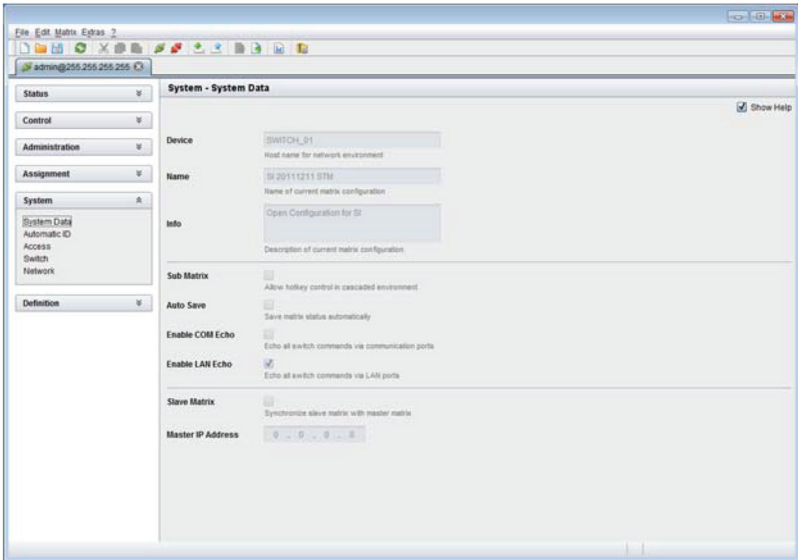 File Edit Matrix Extras ?
admin@255.255.255.255
Status
Control
Administration
Assignment
System
System Data
Automatic ID
Access
Switch
Network
Definition
System - System Data
Show Help
Device SWITCH_01
Host name for network environment
Name SI 20111211 STM
Name of current matrix configuration
Info Open Configuration for SI
Description of current matrix configuration
Sub Matrix
Allow hotkey control in cascaded environment
Auto Save
Save matrix status automatically
Enable COM Echo
Echo all switch commands via communication ports
Enable LAN Echo
Echo all switch commands via LAN ports
Slave Matrix
Synchronize slave matrix with master matrix
Master IP Address 0 . 0 . 0 . 0